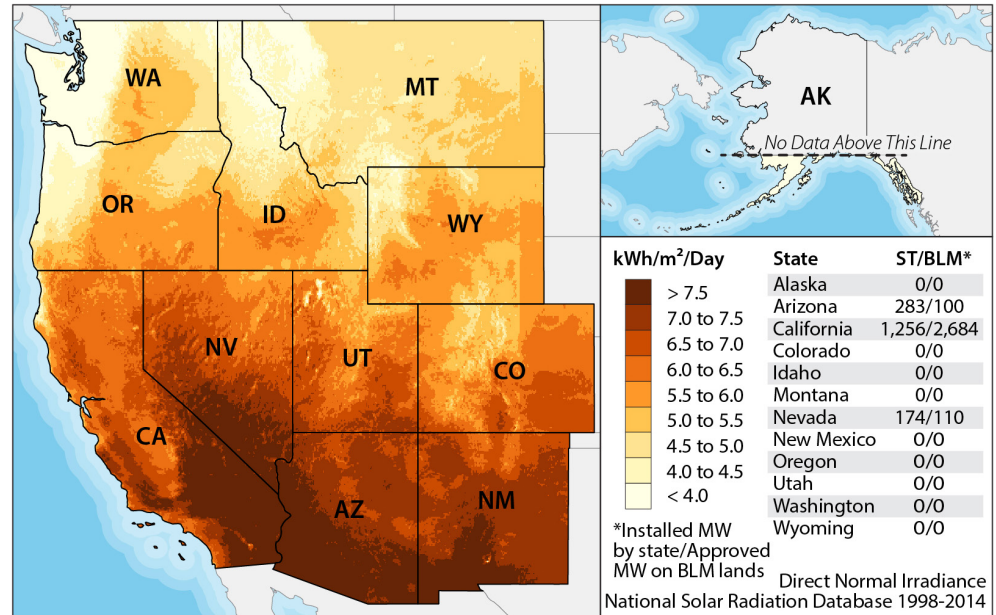 WA
MT
OR
ID
WY
NV
UT
CO
CA
AZ
NM
AK
No Data Above This Line
kWh/m²/Day
> 7.5
7.0 to 7.5
6.5 to 7.0
6.0 to 6.5
5.5 to 6.0
5.0 to 5.5
4.5 to 5.0
4.0 to 4.5
< 4.0
*Installed MW
by state/Approved
MW on BLM lands
State ST/BLM*
Alaska 0/0
Arizona 283/100
California 1,256/2,684
Colorado 0/0
Idaho 0/0
Montana 0/0
Nevada 174/110
New Mexico 0/0
Oregon 0/0
Utah 0/0
Washington 0/0
Wyoming 0/0
Direct Normal Irradiance
National Solar Radiation Database 1998-2014